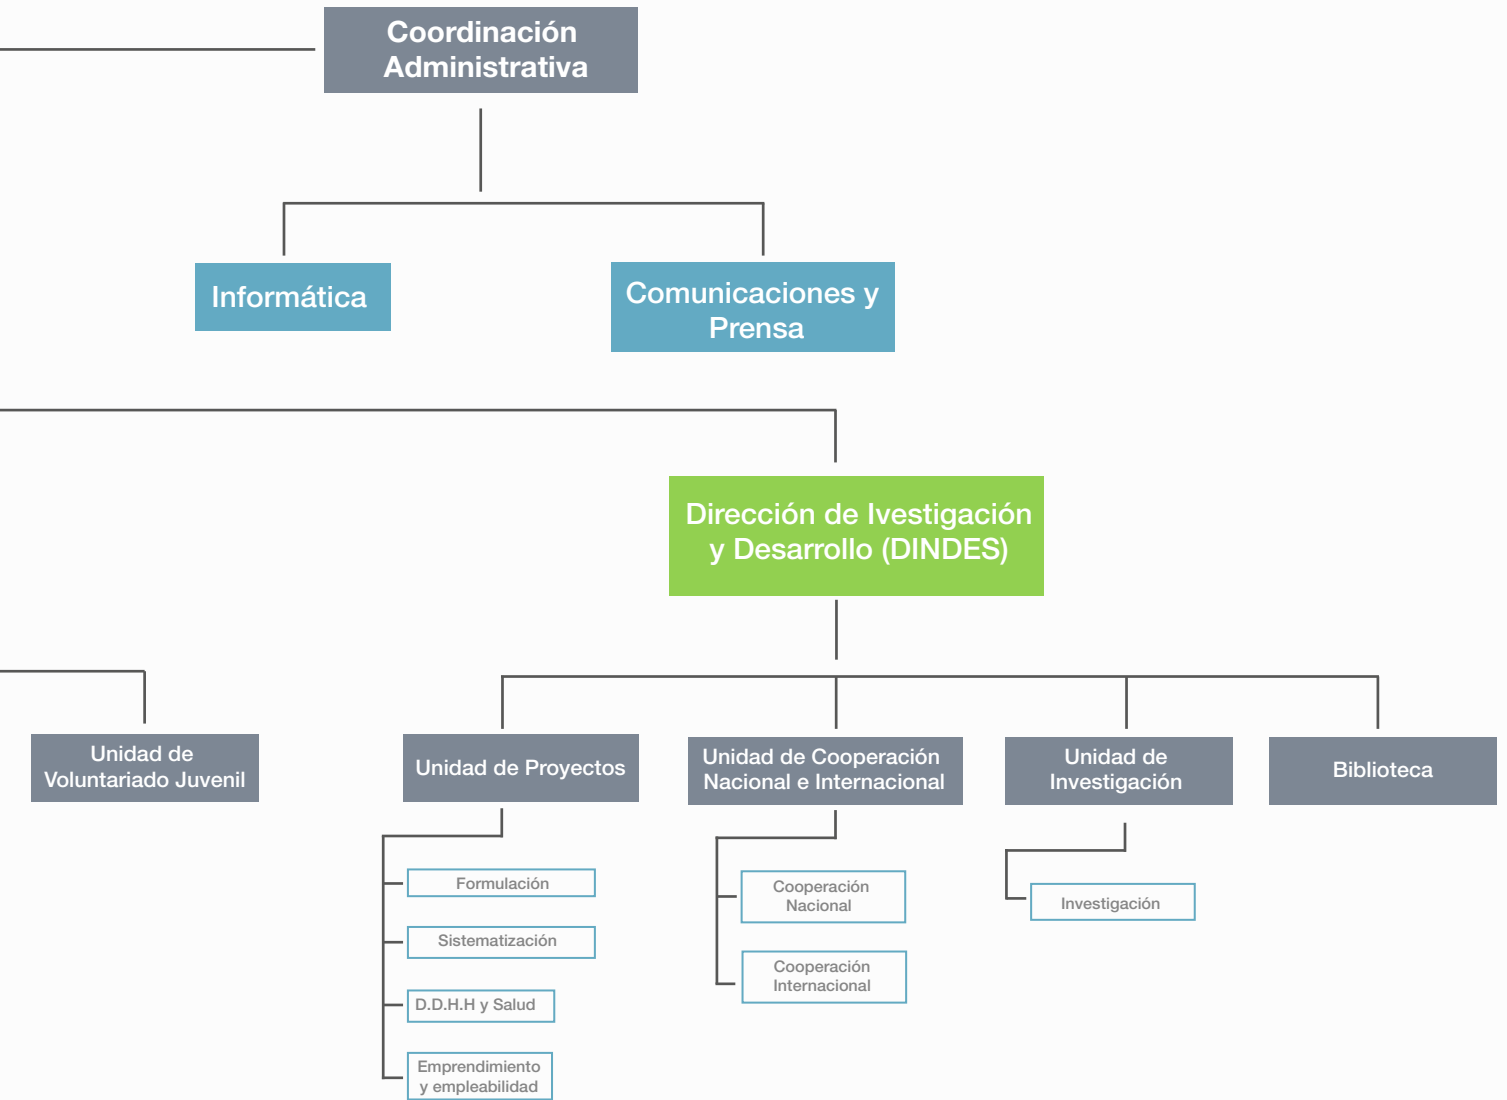 Coordinación
Administrativa
Informática
Comunicaciones y
Prensa
Dirección de Ivestigación
y Desarrollo (DINDES)
Unidad de
Voluntariado Juvenil
Unidad de Proyectos
Unidad de Cooperación
Nacional e Internacional
Unidad de
Investigación
Biblioteca
Formulación
Sistematización
D.D.H.H y Salud
Emprendimiento
y empleabilidad
Cooperación
Nacional
Cooperación
Internacional
Investigación